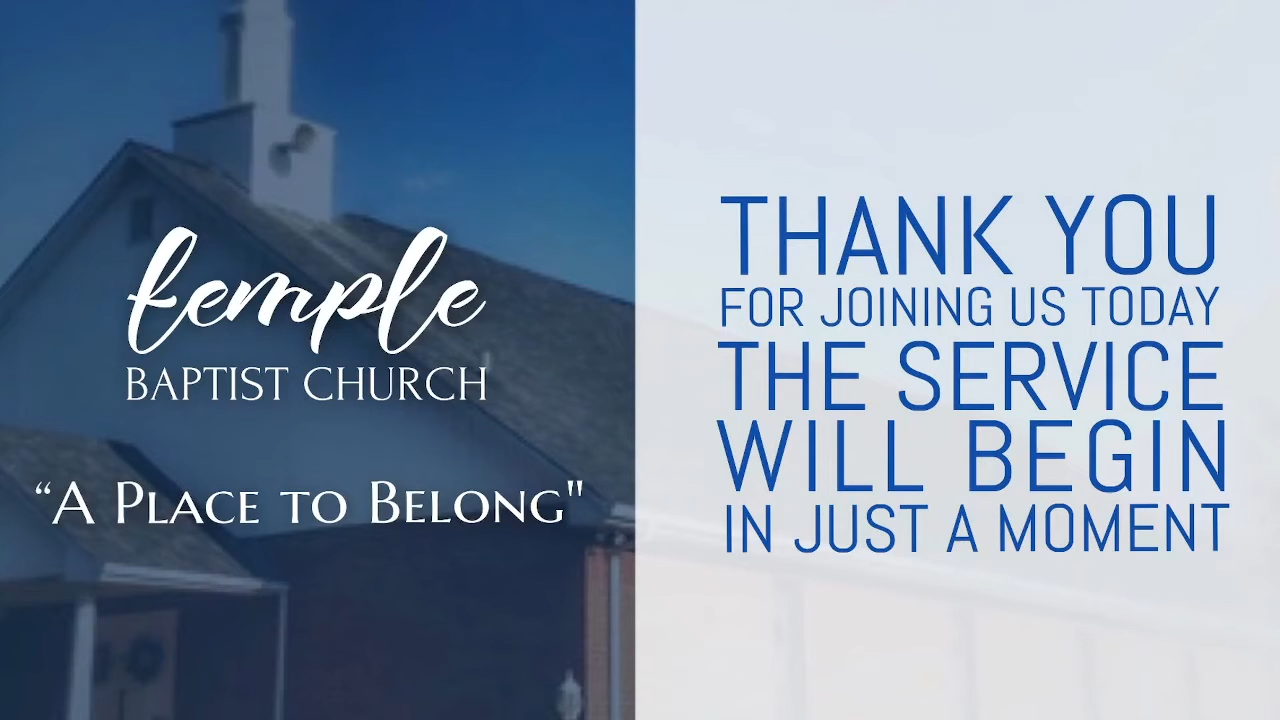 temple
BAPTIST CHURCH
“A PLACE TO BELONG"
THANK YOU
FOR JOINING US TODAY
THE SERVICE
WILL BEGIN
IN JUST A MOMENT